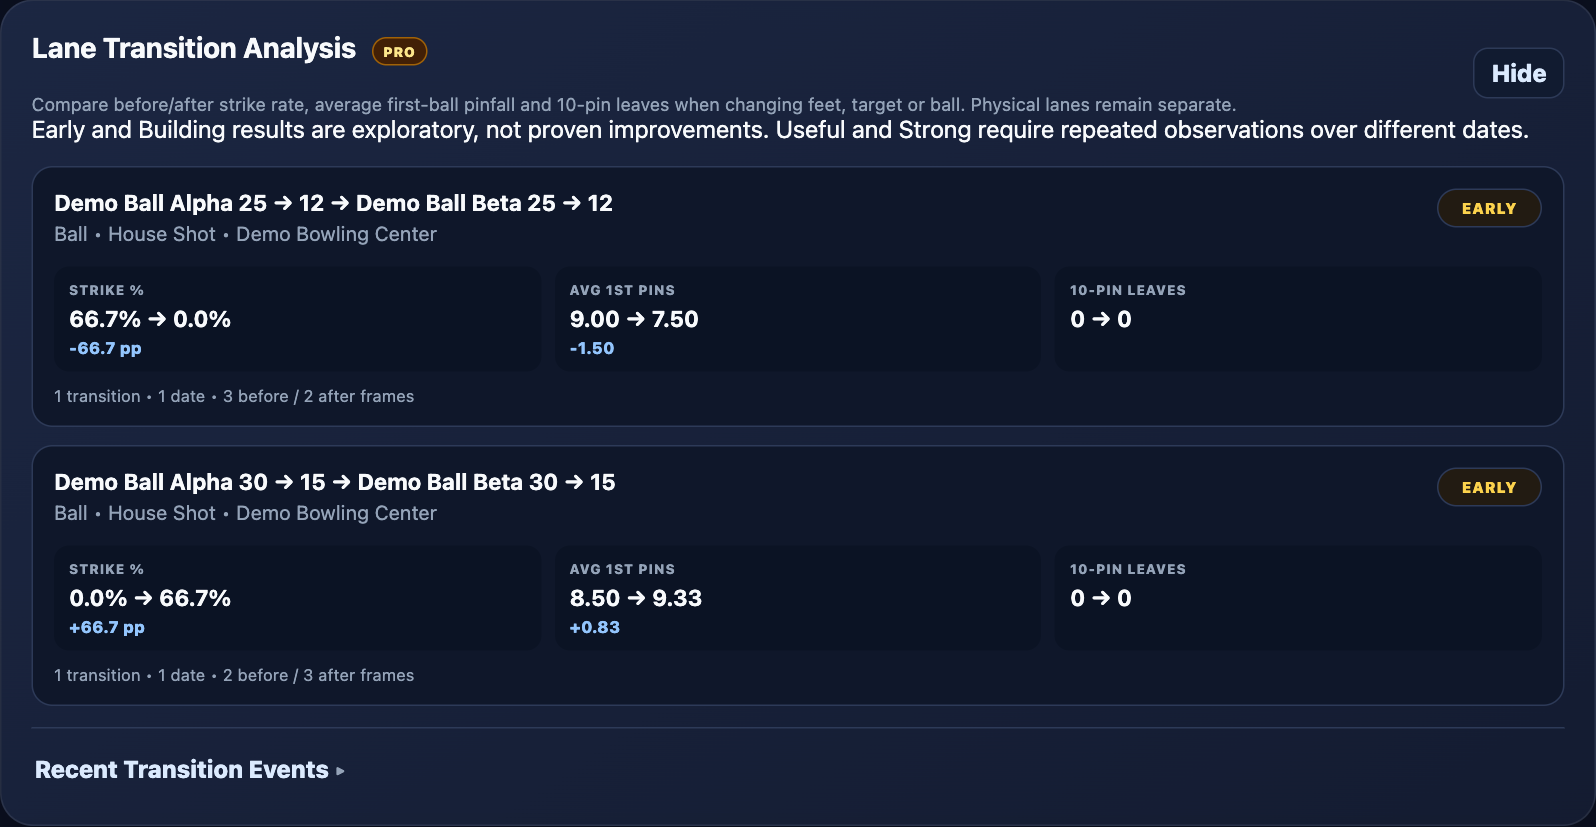 Lane Transition Analysis PRO
Hide
Compare before/after strike rate, average first-ball pinfall and 10-pin leaves when changing feet, target or ball. Physical lanes remain separate.
Early and Building results are exploratory, not proven improvements. Useful and Strong require repeated observations over different dates.
Demo Ball Alpha 25 → 12 → Demo Ball Beta 25 → 12
EARLY
Ball • House Shot • Demo Bowling Center
STRIKE %
66.7% → 0.0%
-66.7 pp
AVG 1ST PINS
9.00 → 7.50
-1.50
10-PIN LEAVES
0 → 0
1 transition • 1 date • 3 before / 2 after frames
Demo Ball Alpha 30 → 15 → Demo Ball Beta 30 → 15
EARLY
Ball • House Shot • Demo Bowling Center
STRIKE %
0.0% → 66.7%
+66.7 pp
AVG 1ST PINS
8.50 → 9.33
+0.83
10-PIN LEAVES
0 → 0
1 transition • 1 date • 2 before / 3 after frames
Recent Transition Events ▸